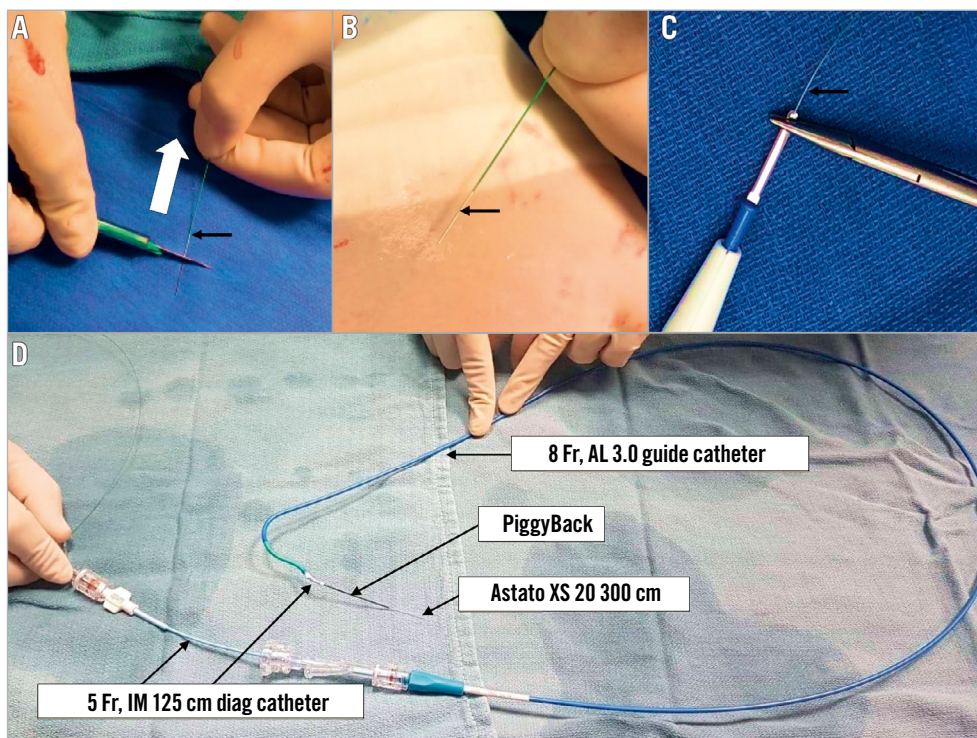 A
B
C
D
8 Fr, AL 3.0 guide catheter
PiggyBack
Astato XS 20 300 cm
5 Fr, IM 125 cm diag catheter